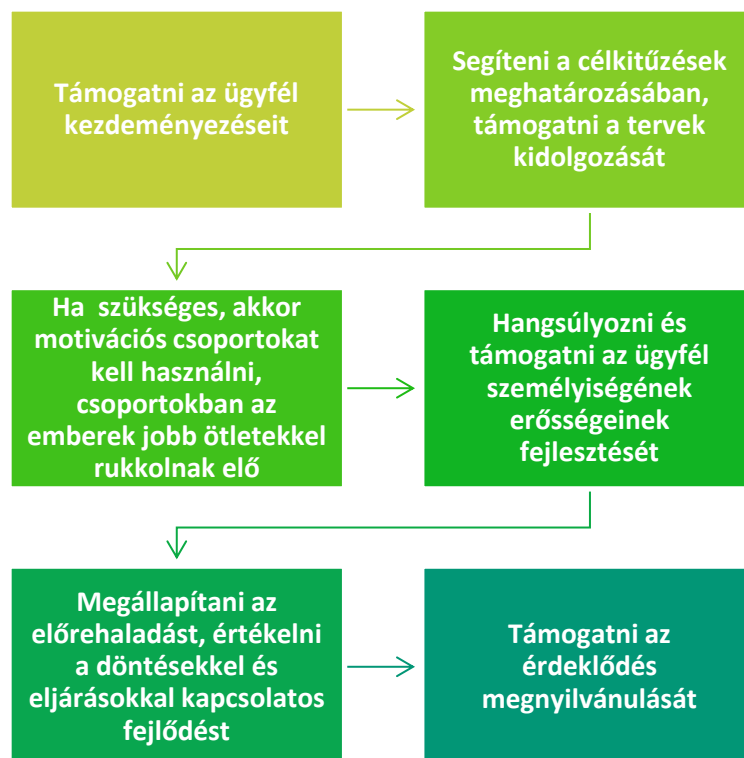 Támogatni az ügyfél
kezdeményezéseit
Segíteni a célkitűzések
meghatározásában,
támogatni a tervek
kidolgozását
Ha szükséges, akkor
motivációs csoportokat
kell használni,
csoportokban az
emberek jobb ötletekkel
rukkolnak elő
Hangsúlyozni és
támogatni az ügyfél
személyiségének
erősségeinek
fejlesztését
Megállapítani az
előrehaladást, értékelni
a döntésekkel és
eljárásokkal kapcsolatos
fejlődést
Támogatni az
érdeklődés
megnyilvánulását